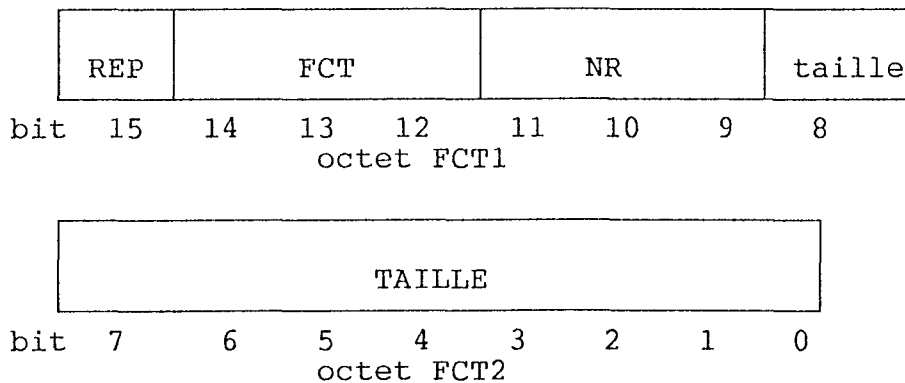 REP FCT NR taille
bit 15 14 13 12 11 10 9 8
octet FCT1
TAILLE
bit 7 6 5 4 3 2 1 0
octet FCT2